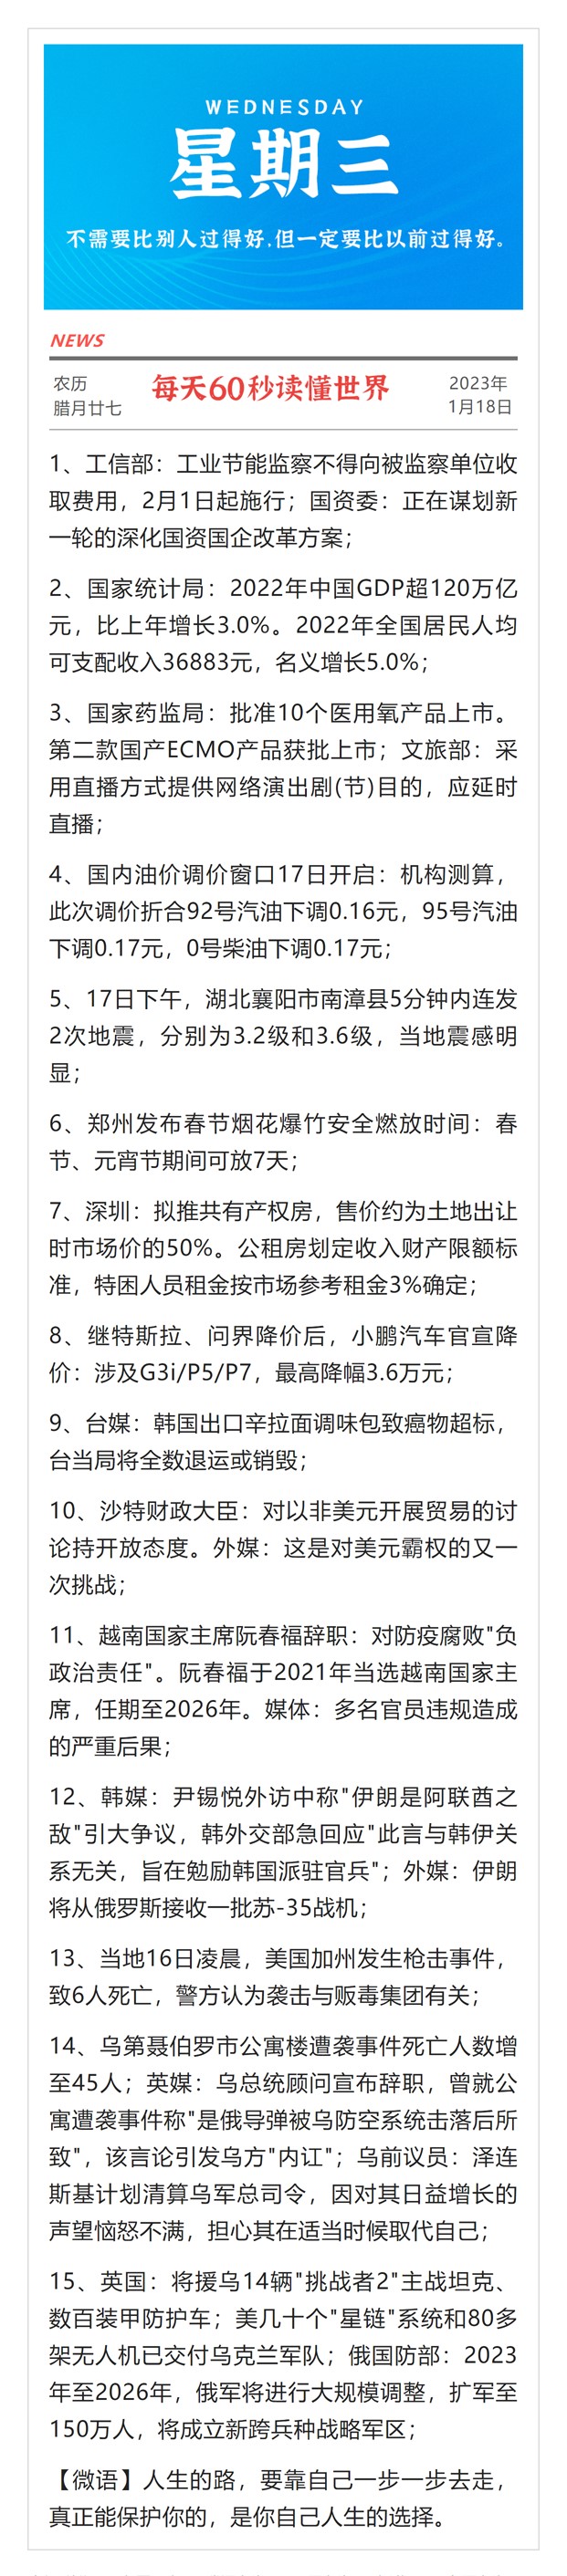 WEDNESDAY
星期三
不需要比别人过得好,但一定要比以前过得好。
NEWS
农历
腊月廿七
每天60秒读懂世界
2023年
1月18日
1、工信部：工业节能监察不得向被监察单位收
取费用，2月1日起施行；国资委：正在谋划新
一轮的深化国资国企改革方案；
2、国家统计局：2022年中国GDP超120万亿
元，比上年增长3.0%。2022年全国居民人均
可支配收入36883元，名义增长5.0%；
3、国家药监局：批准10个医用氧产品上市。
第二款国产ECMO产品获批上市；文旅部：采
用直播方式提供网络演出剧(节)目的，应延时
直播；
4、国内油价调价窗口17日开启：机构测算，
此次调价折合92号汽油下调0.16元，95号汽油
下调0.17元，0号柴油下调0.17元；
5、17日下午，湖北襄阳市南漳县5分钟内连发
2次地震，分别为3.2级和3.6级，当地震感明
显；
6、郑州发布春节烟花爆竹安全燃放时间：春
节、元宵节期间可放7天；
7、深圳：拟推共有产权房，售价约为土地出让
时市场价的50%。公租房划定收入财产限额标
准，特困人员租金按市场参考租金3%确定；
8、继特斯拉、问界降价后，小鹏汽车官宣降
价：涉及G3i/P5/P7，最高降幅3.6万元；
9、台媒：韩国出口辛拉面调味包致癌物超标，
台当局将全数退运或销毁；
10、沙特财政大臣：对以非美元开展贸易的讨
论持开放态度。外媒：这是对美元霸权的又一
次挑战；
11、越南国家主席阮春福辞职：对防疫腐败"负
政治责任"。阮春福于2021年当选越南国家主
席，任期至2026年。媒体：多名官员违规造成
的严重后果；
12、韩媒：尹锡悦外访中称"伊朗是阿联酋之
敌"引大争议，韩外交部急回应"此言与韩伊关
系无关，旨在勉励韩国派驻官兵"；外媒：伊朗
将从俄罗斯接收一批苏-35战机；
13、当地16日凌晨，美国加州发生枪击事件，
致6人死亡，警方认为袭击与贩毒集团有关；
14、乌第聂伯罗市公寓楼遭袭事件死亡人数增
至45人；英媒：乌总统顾问宣布辞职，曾就公
寓遭袭事件称"是俄导弹被乌防空系统击落后所
致"，该言论引发乌方"内讧"；乌前议员：泽连
斯基计划清算乌军总司令，因对其日益增长的
声望恼怒不满，担心其在适当时候取代自己；
15、英国：将援乌14辆"挑战者2"主战坦克、
数百装甲防护车；美几十个"星链"系统和80多
架无人机已交付乌克兰军队；俄国防部：2023
年至2026年，俄军将进行大规模调整，扩军至
150万人，将成立新跨兵种战略军区；
【微语】人生的路，要靠自己一步一步去走，
真正能保护你的，是你自己人生的选择。